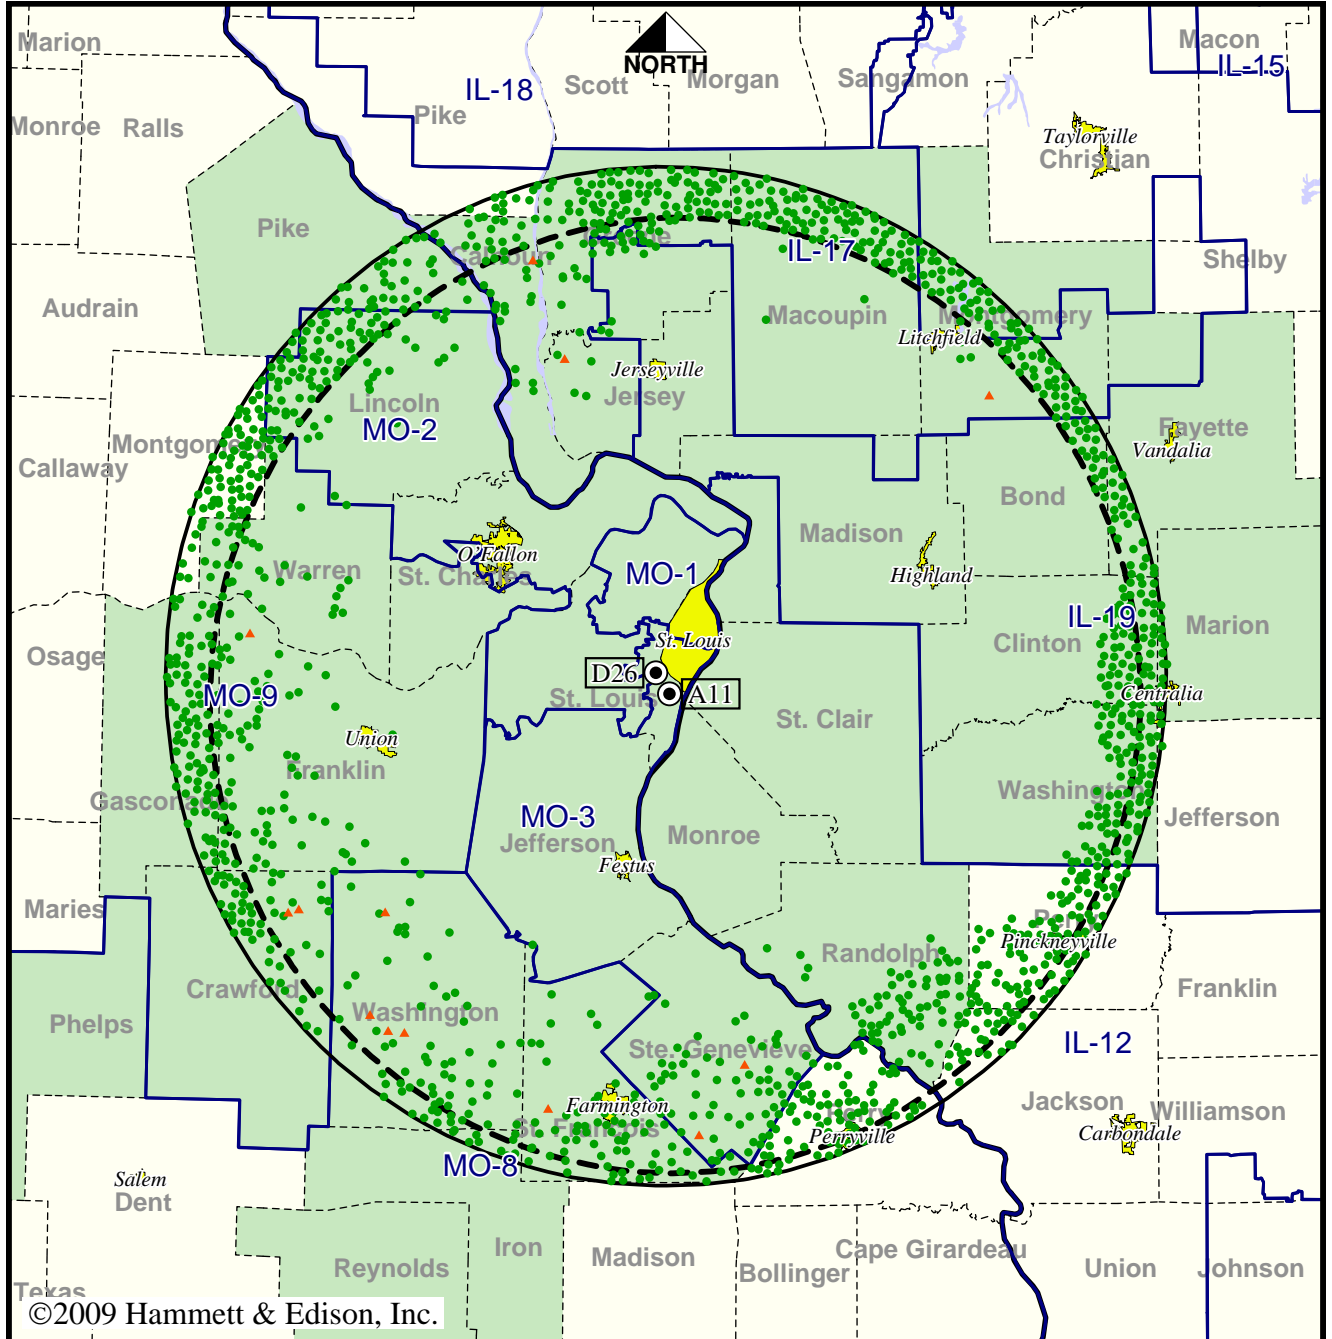 Marion
Macon
IL-15
NORTH
Scott
Morgan
Sangamon
IL-18
Pike
Monroe
Ralls
Taylorville
Christian
Pike
Calhoun
IL-17
Shelby
Audrain
Macoupin
Montgomery
Litchfield
Jerseyville
Jersey
Lincoln
MO-2
Fayette
Vandalia
Callaway
Bond
Madison
O'Fallon
St. Charles
Warren
MO-1
Highland
IL-19
Marion
Clinton
Osage
St. Louis
D26
MO-9
St. Louis
A11
Centralia
St. Clair
Union
Franklin
Washington
MO-3
Jefferson
Monroe
Jefferson
Festus
Maries
Pinckneyville
Randolph
Crawford
Franklin
Washington
Phelps
Ste. Genevieve
IL-12
Jackson
Williamson
Farmington
St. Francois
Perry
Perryville
Carbondale
MO-8
Salem
Dent
Iron
Madison
Cape Girardeau
Reynolds
Bollinger
Union
Johnson
Texas
©2009 Hammett & Edison, Inc.